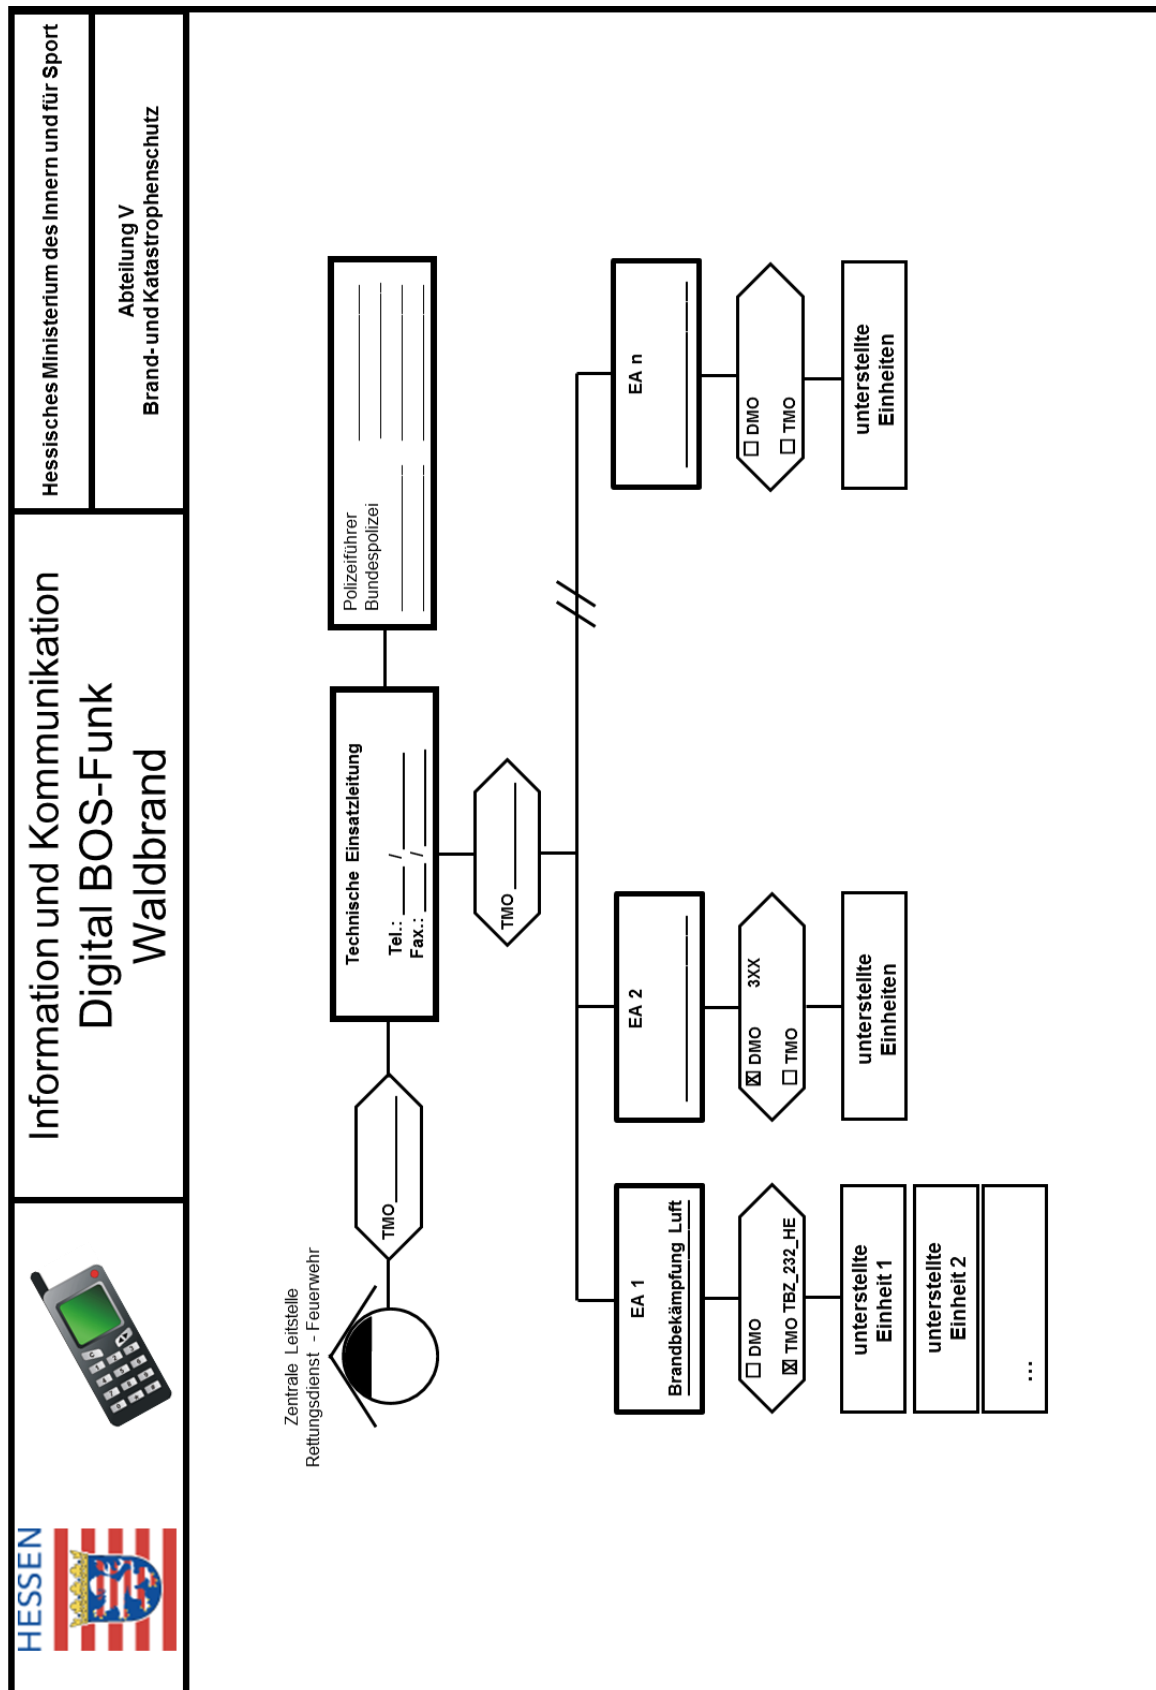 HESSEN
Information und Kommunikation
Digital BOS-Funk
Waldbrand
Hessisches Ministerium des Innern und für Sport
Abteilung V
Brand- und Katastrophenschutz
Zentrale Leitstelle
Rettungsdienst - Feuerwehr
TMO
Technische Einsatzleitung
Tel.: /
Fax.: /
Polizeiführer
Bundespolizei
TMO
EA 1
Brandbekämpfung Luft
☐ DMO
☒ TMO TBZ_232_HE
unterstellte
Einheit 1
unterstellte
Einheit 2
...
EA 2
☒ DMO 3XX
☐ TMO
unterstellte
Einheiten
EA n
☐ DMO
☐ TMO
unterstellte
Einheiten